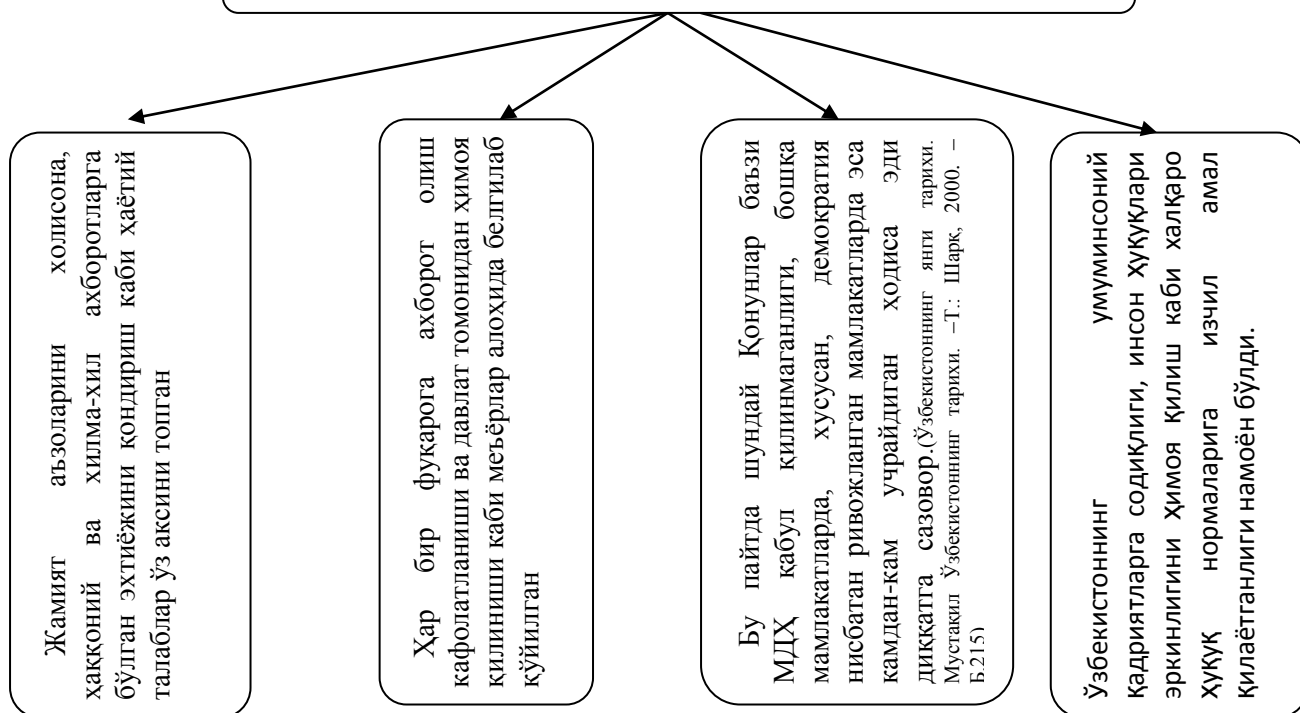 Жамият аъзоларини холисона,
ҳаққоний ва хилма-хил ахборотларга
бўлган эҳтиёжини қондириш каби ҳаётий
талаблар ўз аксини топган
Ҳар бир фуқарога ахборот олиш
кафолатланиши ва давлат томонидан ҳимоя
қилиниши каби меъёрлар алоҳида белгилаб
қўйилган
Бу пайтда шундай Қонунлар баъзи
МДҲ қабул қилинмаганлиги, бошқа
мамлакатларда, хусусан, демократия
нисбатан ривожланган мамлакатларда эса
камдан-кам учрайдиган ҳодиса эди
диққатга сазовор.(Ўзбекистоннинг янги тарихи.
Мустақил Ўзбекистоннинг тарихи. –Т.: Шарқ, 2000. –
Б.215)
Ўзбекистоннинг умуминсоний
қадриятларга содиқлиги, инсон ҳуқуқлари
эркинлигини ҳимоя қилиш каби халқаро
ҳуқуқ нормаларига изчил амал
қилаётганлиги намоён бўлди.